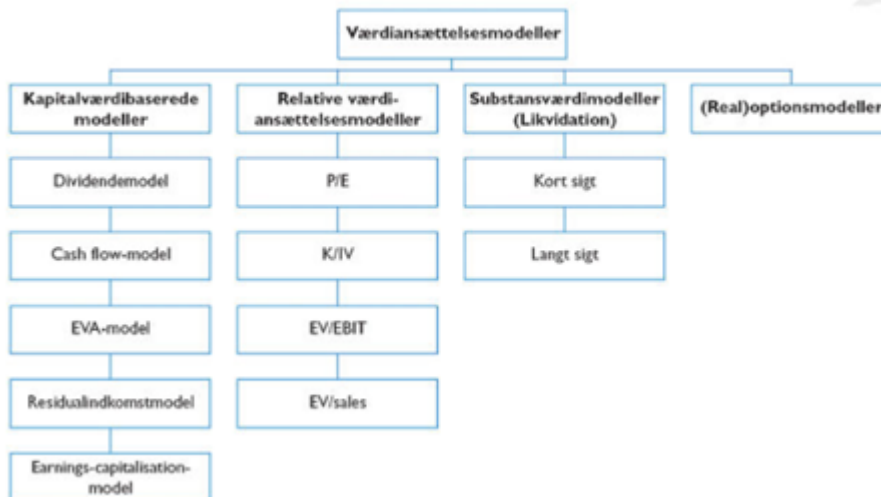 Værdiansættelsesmodeller
Kapitalværdibaserede
modeller
Relative værdi-
ansættelsesmodeller
Substansværdimodeller
(Likvidation)
(Real)optionsmodeller
Dividendemodel
P/E
Kort sigt
Cash flow-model
K/IV
Langt sigt
EVA-model
EV/EBIT
Residualindkomstmodel
EV/sales
Earnings-capitalisation-
model